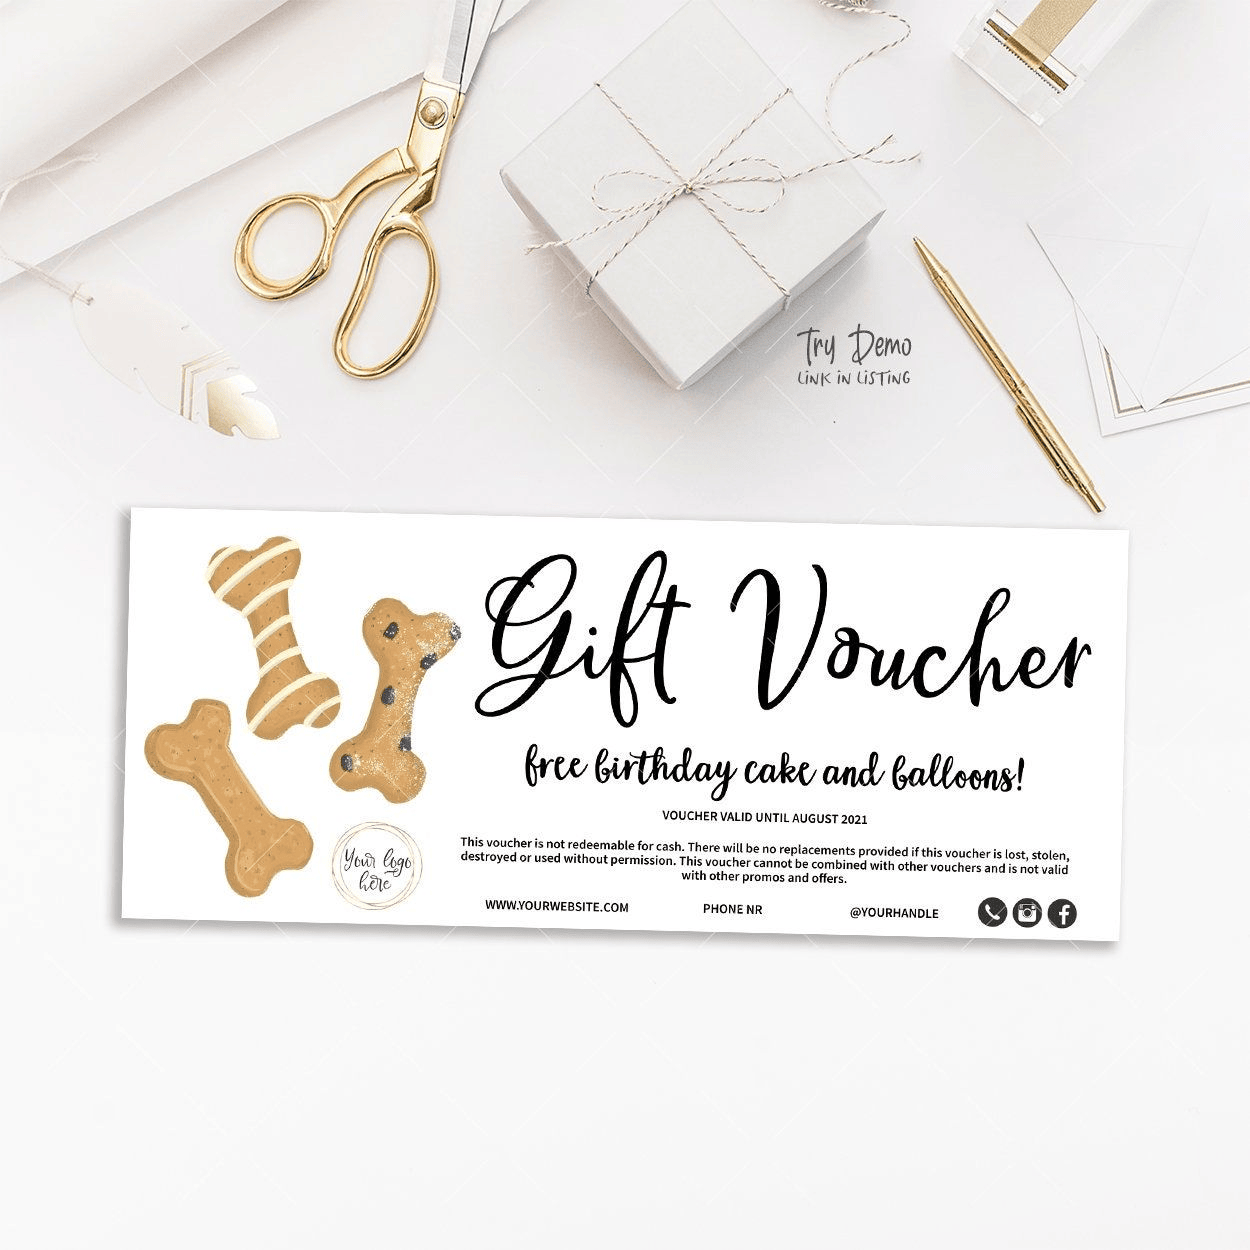 Try Demo
LINK IN LISTING
Gift Voucher
free birthday cake and balloons!
VOUCHER VALID UNTIL AUGUST 2021
This voucher is not redeemable for cash. There will be no replacements provided if this voucher is lost, stolen,
destroyed or used without permission. This voucher cannot be combined with other vouchers and is not valid
with other promos and offers.
Your logo
here
WWW.YOURWEBSITE.COM PHONE NR @YOURHANDLE